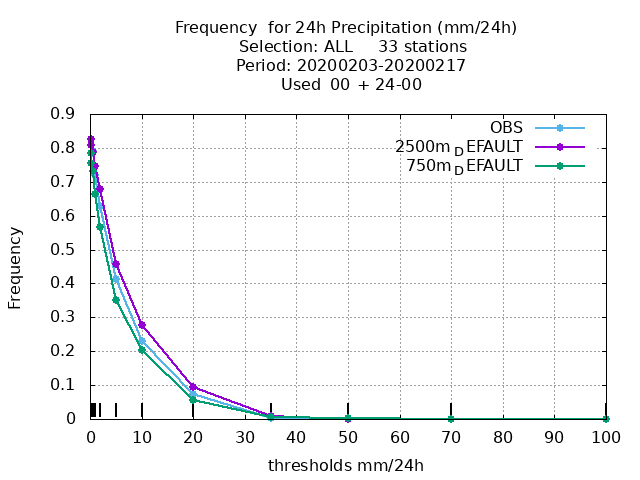 Frequency  for 24h Precipitation (mm/24h)
Selection: ALL     33 stations
Period: 20200203-20200217
Used  00 + 24-00
OBS
2500m_DEFAULT
750m_DEFAULT
Frequency
0.9
0.8
0.7
0.6
0.5
0.4
0.3
0.2
0.1
0
0 10 20 30 40 50 60 70 80 90 100
thresholds mm/24h